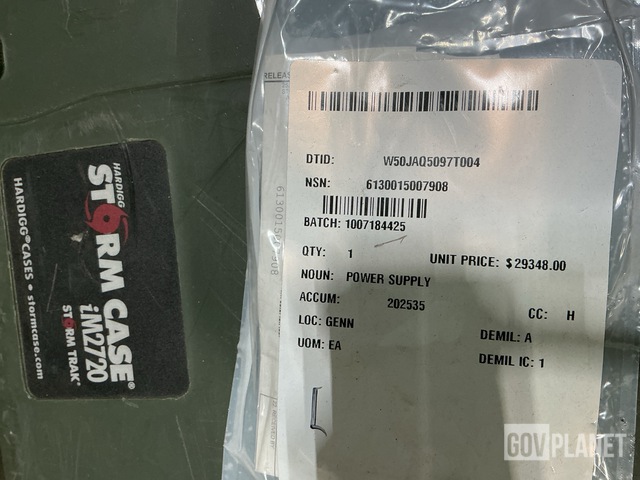 HARDIGG
STORM CASE®
iM2720
STORM TRAK
HARDIGG® CASES • stormcase.com
RELEAS
DTID: W50JAQ5097T004
NSN: 6130015007908
BATCH: 1007184425
QTY: 1 UNIT PRICE: $29348.00
NOUN: POWER SUPPLY
ACCUM: 202535 CC: H
LOC: GENN DEMIL: A
UOM: EA DEMIL IC: 1
GOVPLANET